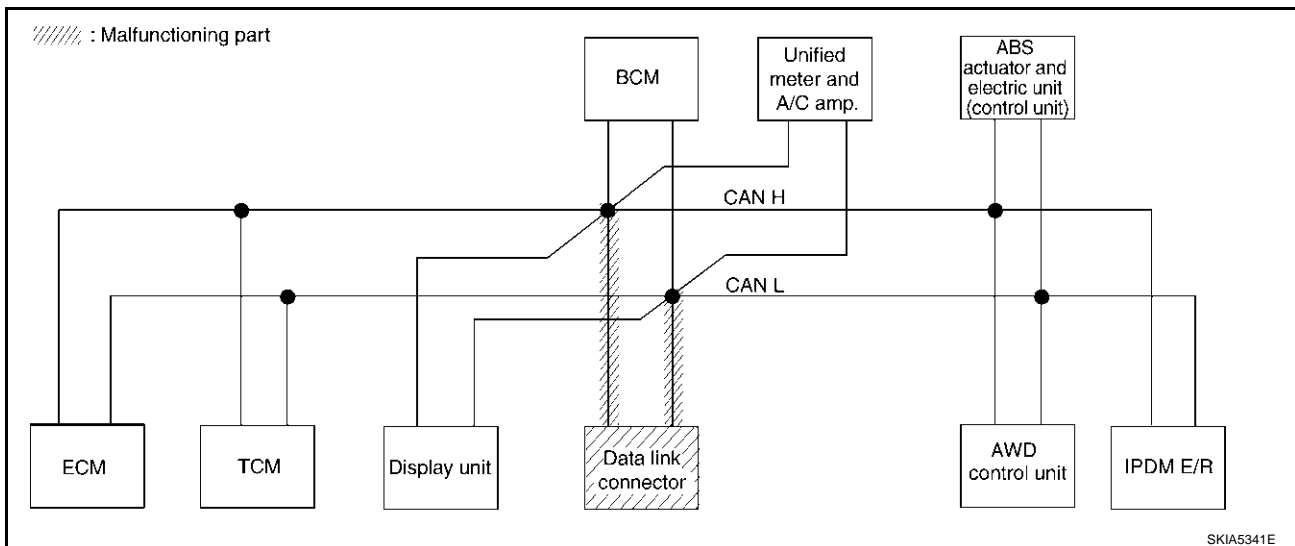 : Malfunctioning part
BCM
Unified
meter and
A/C amp.
ABS
actuator and
electric unit
(control unit)
CAN H
CAN L
ECM
TCM
Display unit
Data link
connector
AWD
control unit
IPDM E/R
SKIA5341E